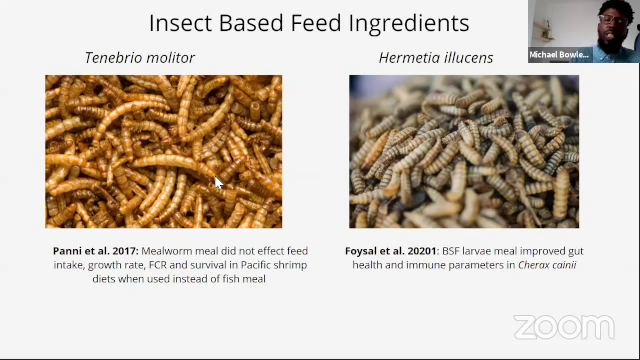 Insect Based Feed Ingredients
Michael Bowle...
Tenebrio molitor
Hermetia illucens
Panni et al. 2017: Mealworm meal did not effect feed
intake, growth rate, FCR and survival in Pacific shrimp
diets when used instead of fish meal
Foysal et al. 20201: BSF larvae meal improved gut
health and immune parameters in Cherax cainii
zoom